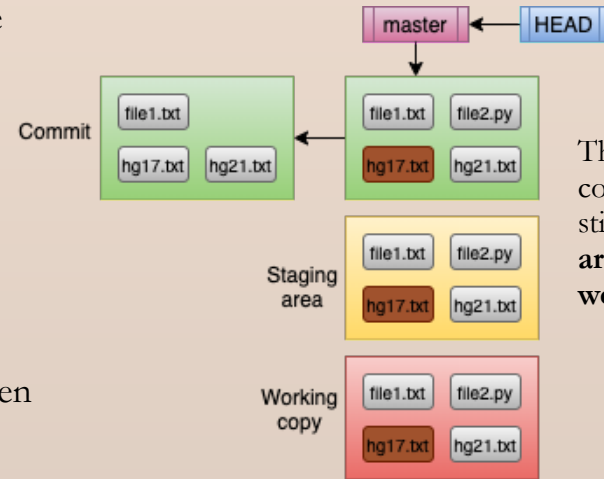 master
HEAD
Commit
file1.txt
hg17.txt hg21.txt
file1.txt file2.py
hg17.txt hg21.txt
Staging
area
file1.txt file2.py
hg17.txt hg21.txt
Working
copy
file1.txt file2.py
hg17.txt hg21.txt